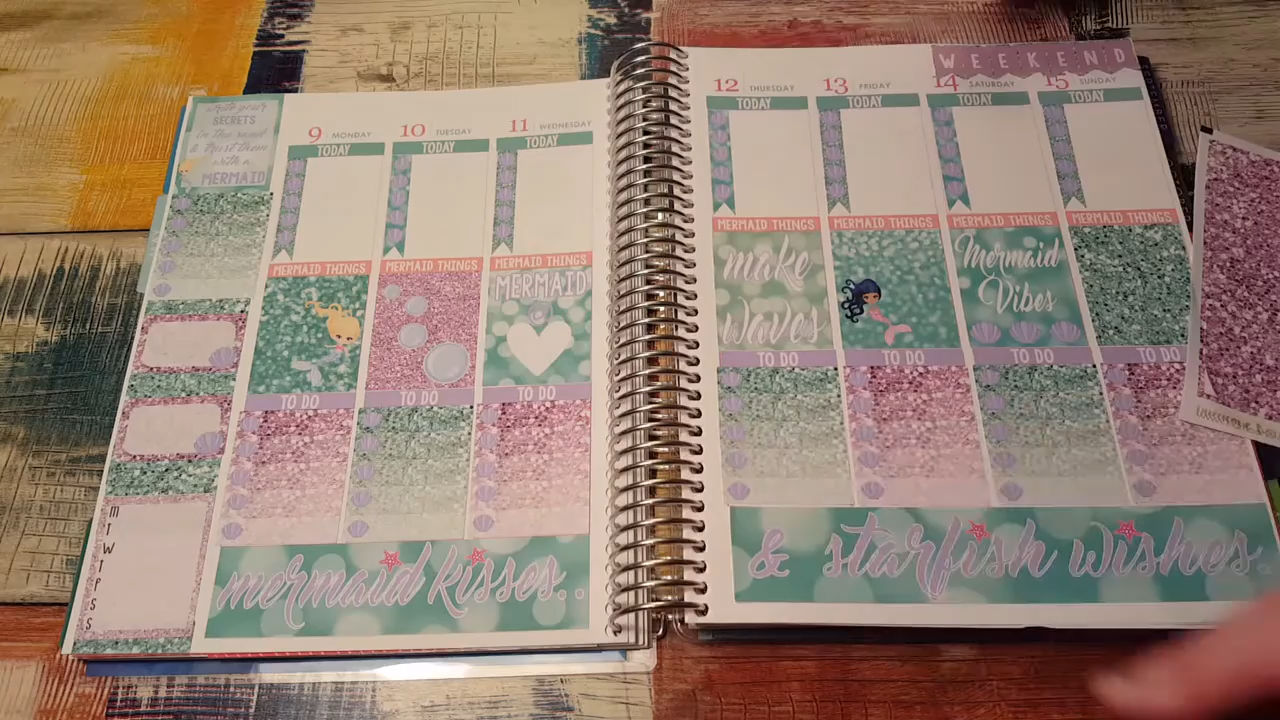 write your
SECRETS
in the sand
& trust them
with a
MERMAID
9 MONDAY
10 TUESDAY
11 WEDNESDAY
TODAY
TODAY
TODAY
MERMAID THINGS
MERMAID THINGS
MERMAID THINGS
MERMAID
TO DO
TO DO
TO DO
M
T
W
T
F
S
S
mermaid kisses..
WEEKEND
12 THURSDAY
13 FRIDAY
14 SATURDAY
15 SUNDAY
TODAY
TODAY
TODAY
TODAY
MERMAID THINGS
MERMAID THINGS
MERMAID THINGS
MERMAID THINGS
make
waves
Mermaid
Vibes
TO DO
TO DO
TO DO
TO DO
& starfish wishes